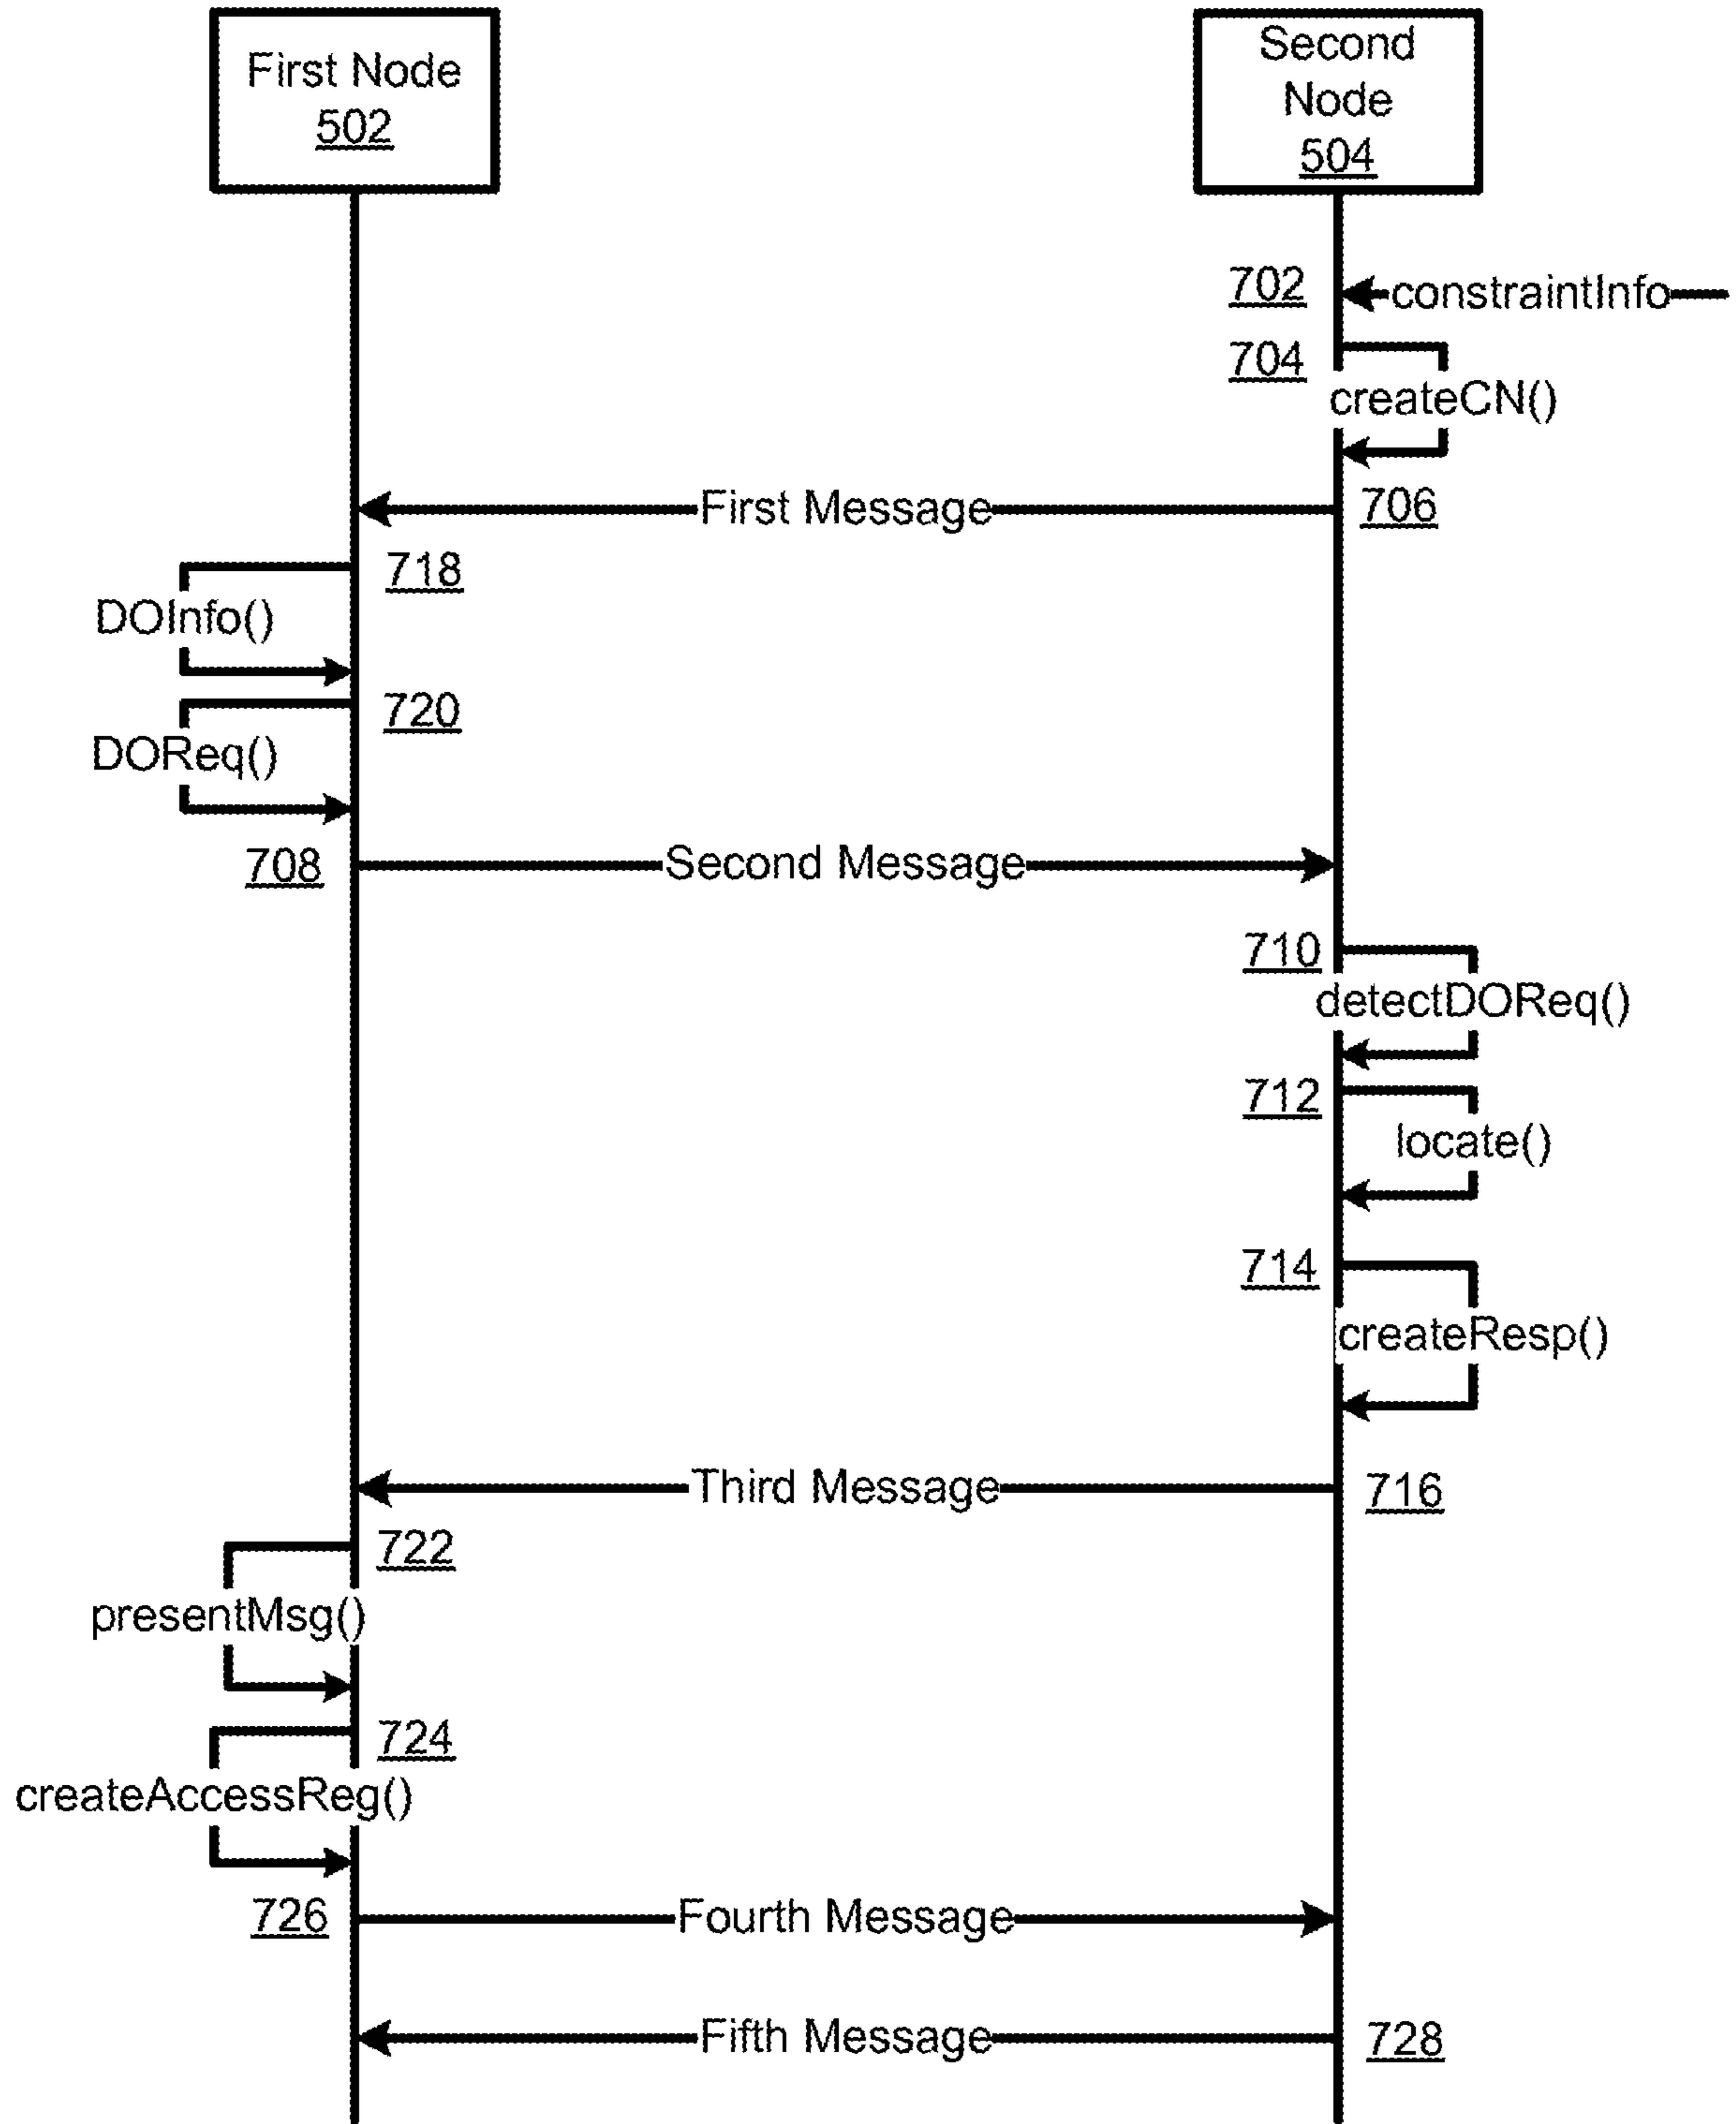 First Node
502
Second
Node
504
702
constraintInfo
704
createCN()
First Message
706
718
DOInfo()
720
DOReq()
708
Second Message
710
detectDOReq()
712
locate()
714
createResp()
Third Message
716
722
presentMsg()
724
createAccessReg()
726
Fourth Message
Fifth Message
728